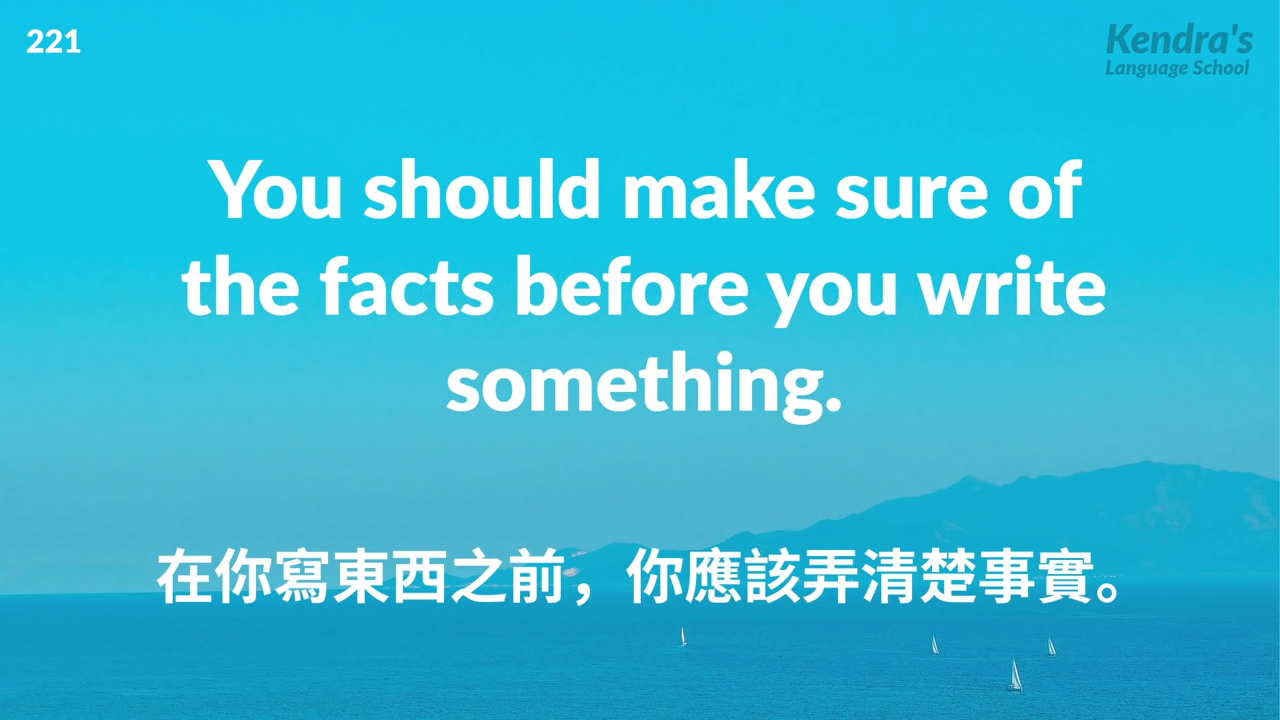 221
Kendra's
Language School
You should make sure of
the facts before you write
something.
在你寫東西之前，你應該弄清楚事實。